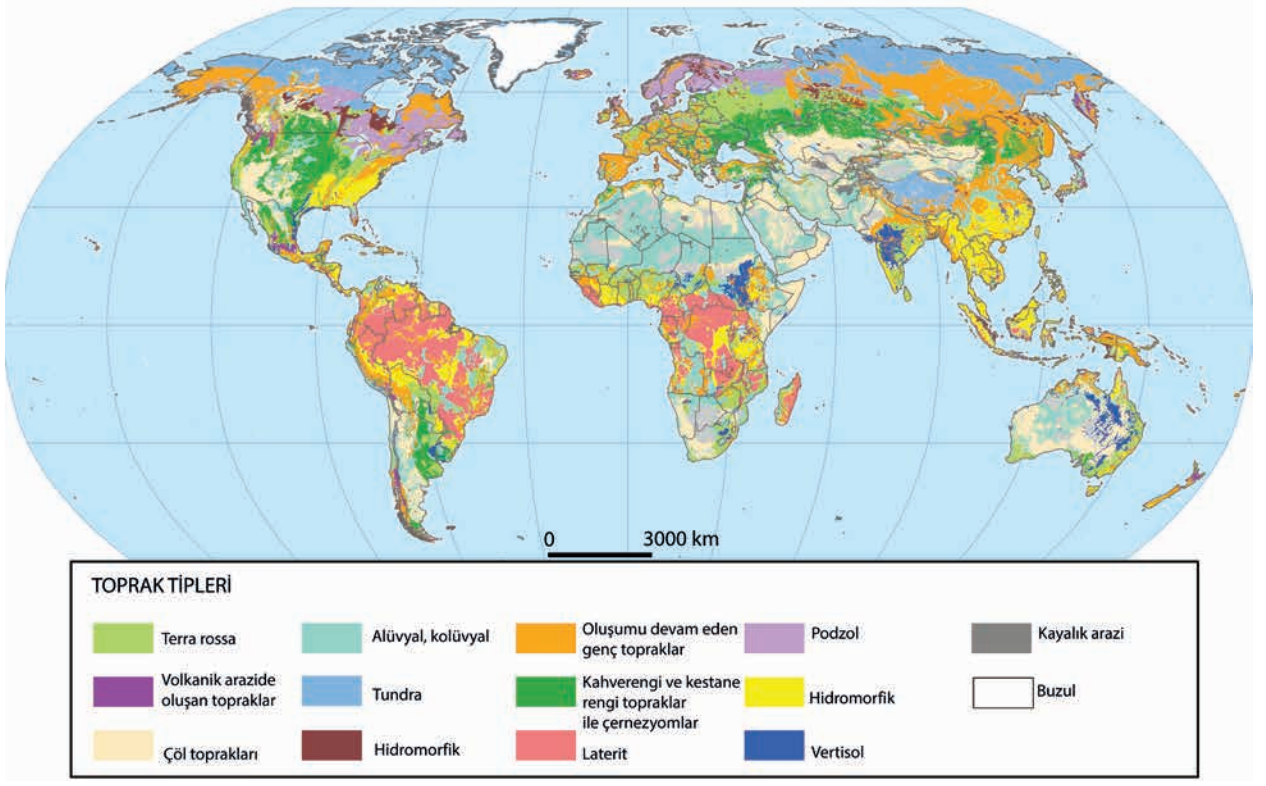 0 3000 km
TOPRAK TİPLERİ
Terra rossa
Alüvyal, kolüvyal
Oluşumu devam eden
genç topraklar
Podzol
Kayalık arazi
Volkanik arazide
oluşan topraklar
Tundra
Kahverengi ve kestane
rengi topraklar
ile çernezyomlar
Hidromorfik
Buzul
Çöl toprakları
Hidromorfik
Laterit
Vertisol